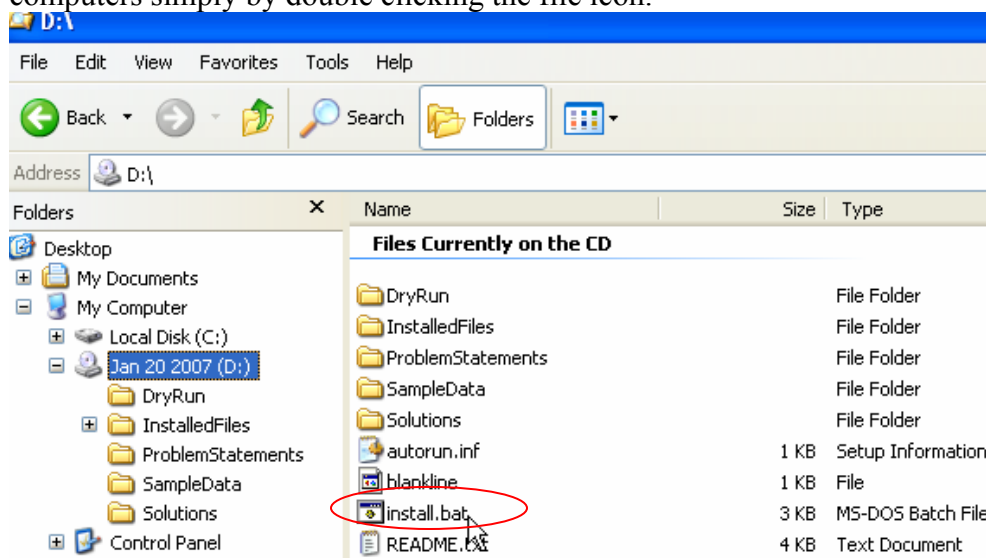 computers simply by double clicking the file icon.
D:\
File Edit View Favorites Tools Help
Back Search Folders
Address D:\
Folders X Name Size Type
Desktop
My Documents
My Computer
Local Disk (C:)
Jan 20 2007 (D:)
DryRun
InstalledFiles
ProblemStatements
SampleData
Solutions
Control Panel
Files Currently on the CD
DryRun File Folder
InstalledFiles File Folder
ProblemStatements File Folder
SampleData File Folder
Solutions File Folder
autorun.inf 1 KB Setup Information
blankline 1 KB File
install.bat 3 KB MS-DOS Batch File
README.txt 4 KB Text Document